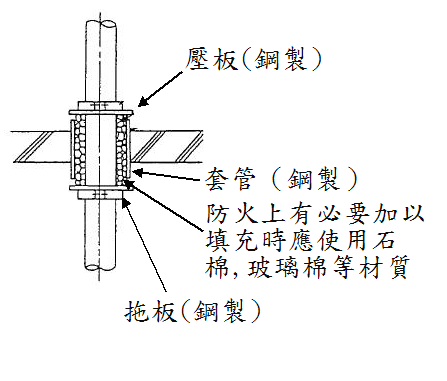 壓板(鋼製)
套管(鋼製)
防火上有必要加以
填充時應使用石
棉,玻璃棉等材質
拖板(鋼製)